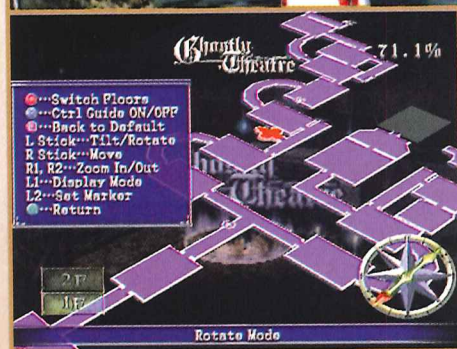 Ghostly
Theatre
71.1%
···Switch Floors
···Ctrl Guide ON/OFF
···Back to Default
L Stick···Tilt/Rotate
R Stick···Move
R1, R2···Zoom In/Out
L1···Display Mode
L2···Set Marker
···Return
Theatre
2F
1F
Rotate Mode